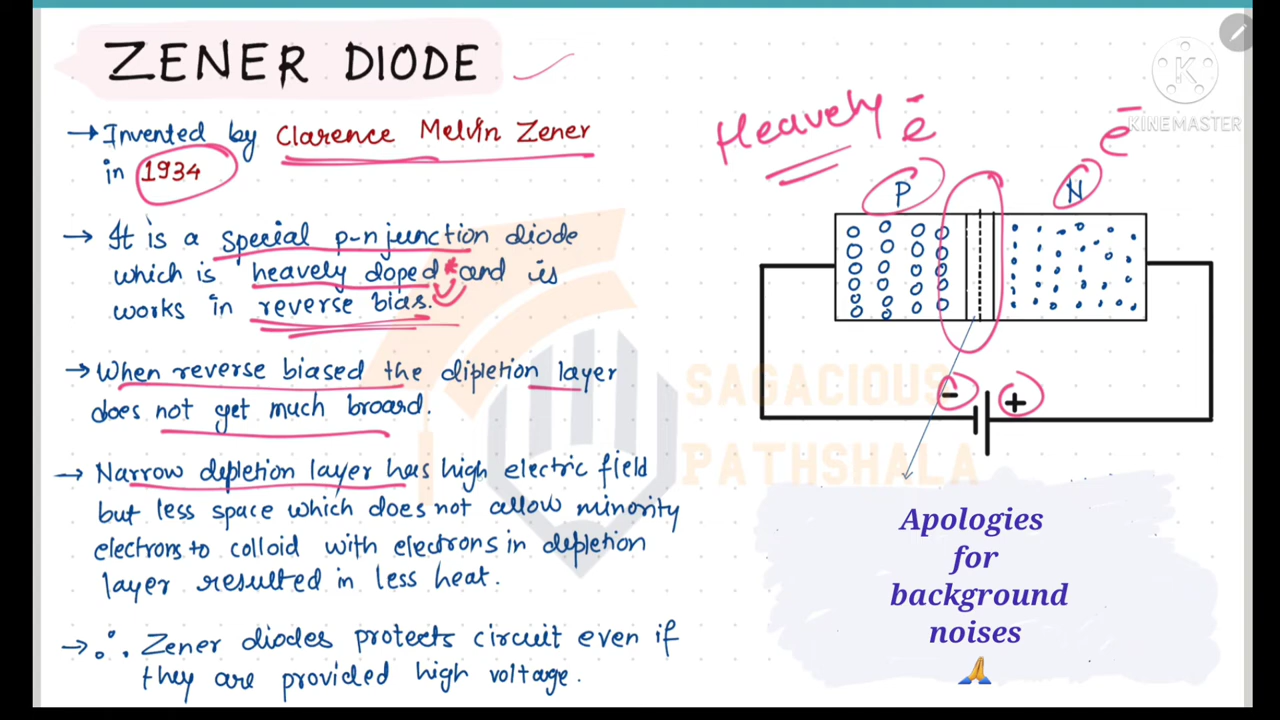 ZENER DIODE
→ Invented by Clarence Melvin Zener
in 1934
→ It is a special p-n junction diode
which is heavely doped * and is
works in reverse bias.
→ When reverse biased the dipletion layer
does not get much broard.
→ Narrow depletion layer has high electric field
but less space which does not allow minority
electrons to colloid with electrons in depletion
layer resulted in less heat.
→ ∴ Zener diodes protects circuit even if
they are provided high voltage.
K
KINEMASTER
Heavely e-
e-
P
N
- +
SAGACIOUS
PATHSHALA
Apologies
for
background
noises
🙏